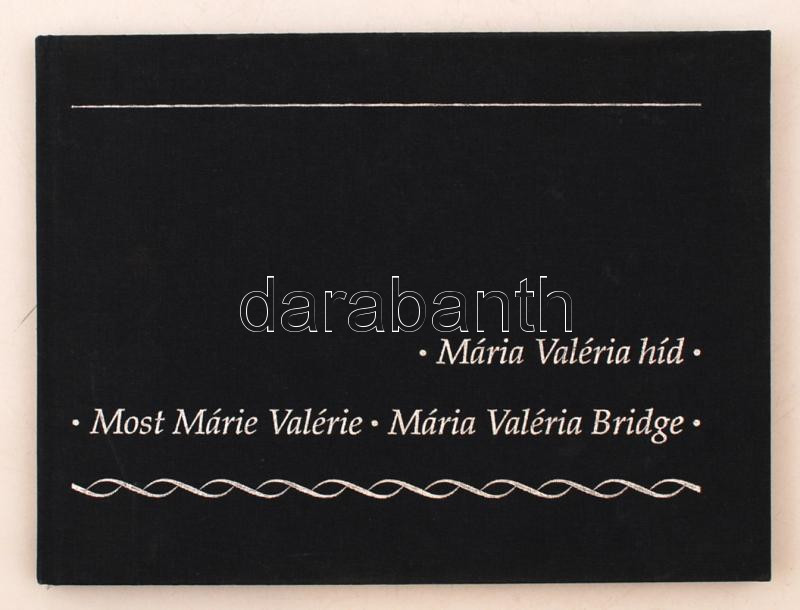 darabanth
· Mária Valéria híd ·
· Most Márie Valérie · Mária Valéria Bridge ·